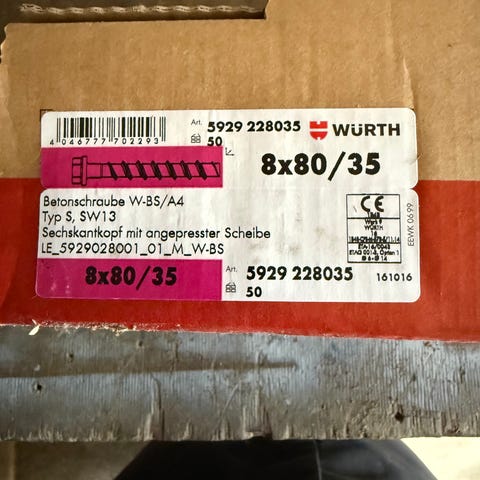 Art. 5929 228035 WÜRTH
50
4 046777 702293
8x80/35
Betonschraube W-BS/A4
Typ S, SW13
Sechskantkopf mit angepresster Scheibe
LE_5929028001_01_M_W-BS
8x80/35
Art. 5929 228035
50
CE
WÜRTH
EEWK 0699
161016